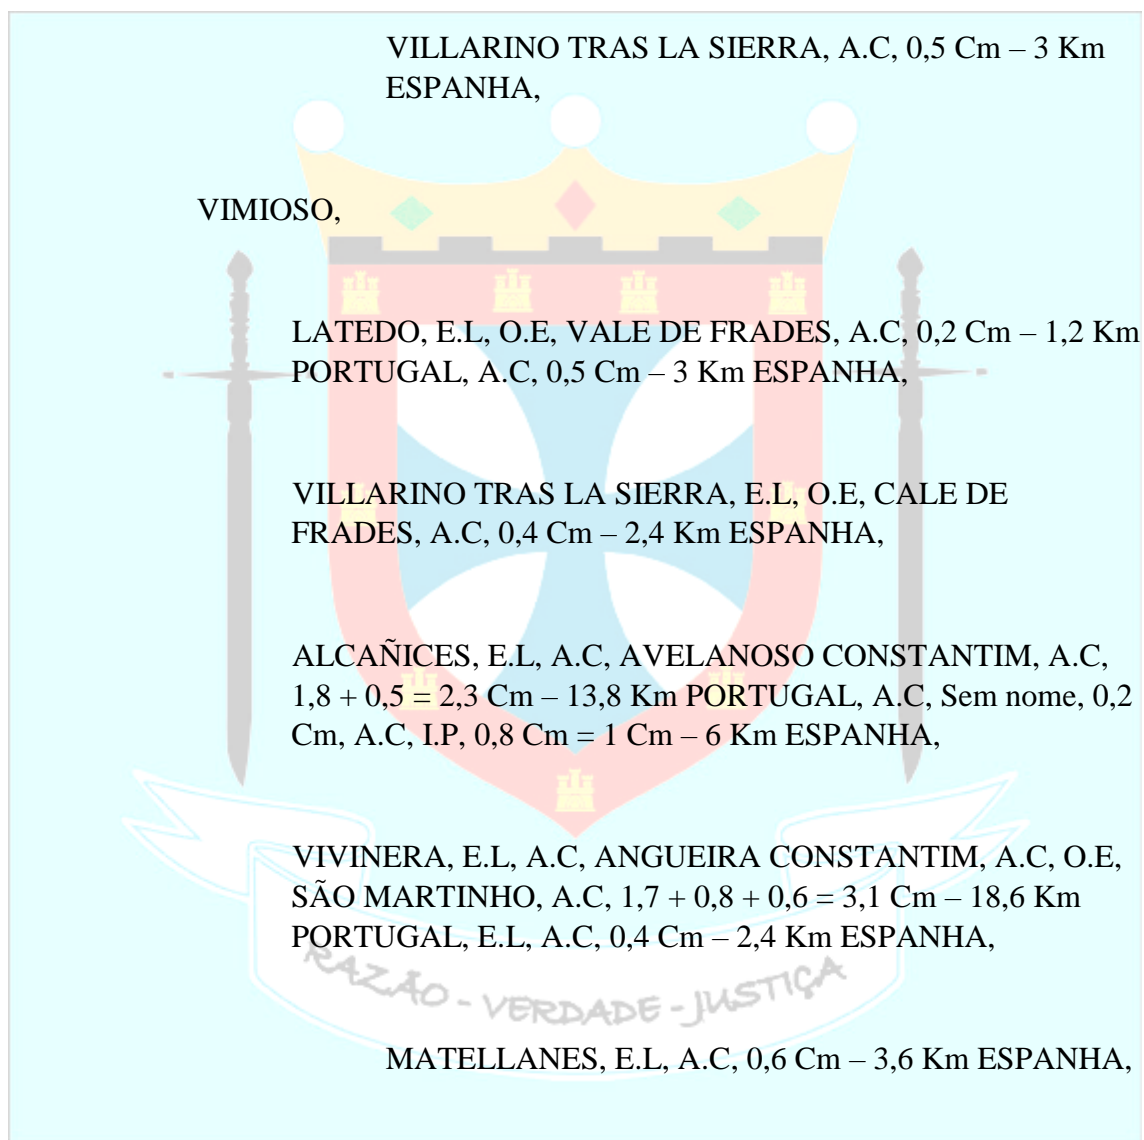 VILLARINO TRAS LA SIERRA, A.C, 0,5 Cm – 3 Km
ESPANHA,
VIMIOSO,
LATEDO, E.L, O.E, VALE DE FRADES, A.C, 0,2 Cm – 1,2 Km
PORTUGAL, A.C, 0,5 Cm – 3 Km ESPANHA,
VILLARINO TRAS LA SIERRA, E.L, O.E, CALE DE
FRADES, A.C, 0,4 Cm – 2,4 Km ESPANHA,
ALCAÑICES, E.L, A.C, AVELANOSO CONSTANTIM, A.C,
1,8 + 0,5 = 2,3 Cm – 13,8 Km PORTUGAL, A.C, Sem nome, 0,2
Cm, A.C, I.P, 0,8 Cm = 1 Cm – 6 Km ESPANHA,
VIVINERA, E.L, A.C, ANGUEIRA CONSTANTIM, A.C, O.E,
SÃO MARTINHO, A.C, 1,7 + 0,8 + 0,6 = 3,1 Cm – 18,6 Km
PORTUGAL, E.L, A.C, 0,4 Cm – 2,4 Km ESPANHA,
RAZÃO - VERDADE - JUSTIÇA
MATELLANES, E.L, A.C, 0,6 Cm – 3,6 Km ESPANHA,